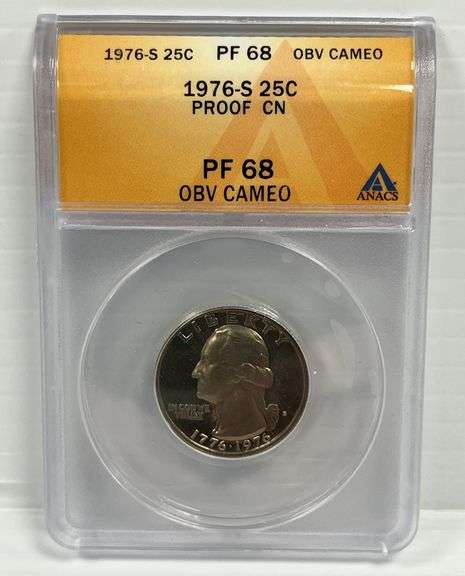 1976-S 25C PF 68 OBV CAMEO
1976-S 25C
PROOF CN
PF 68
OBV CAMEO
ANACS
LIBERTY
IN GOD WE
TRUST
S
1776·1976